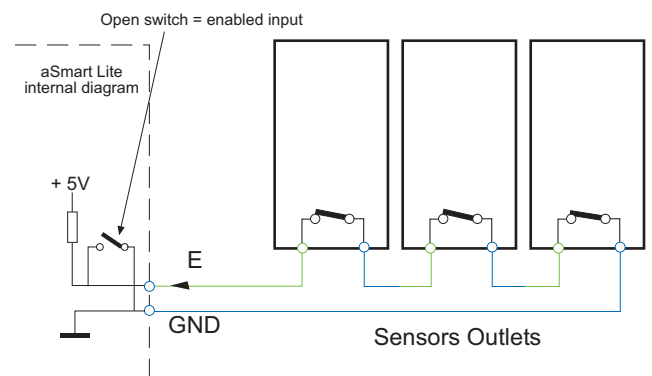 Open switch = enabled input
aSmart Lite
internal diagram
+ 5V
E
GND
Sensors Outlets